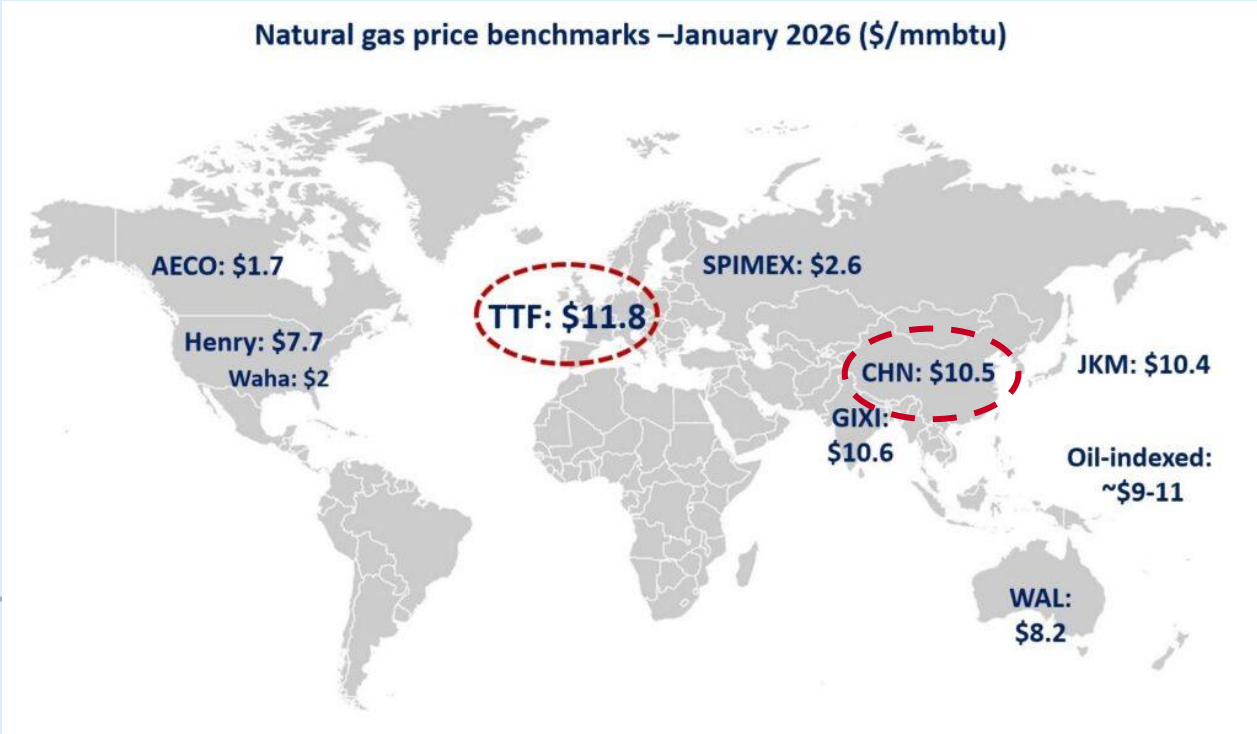 Natural gas price benchmarks –January 2026 ($/mmbtu)
AECO: $1.7
SPIMEX: $2.6
TTF: $11.8
Henry: $7.7
Waha: $2
CHN: $10.5
JKM: $10.4
GIXI:
$10.6
Oil-indexed:
~$9-11
WAL:
$8.2